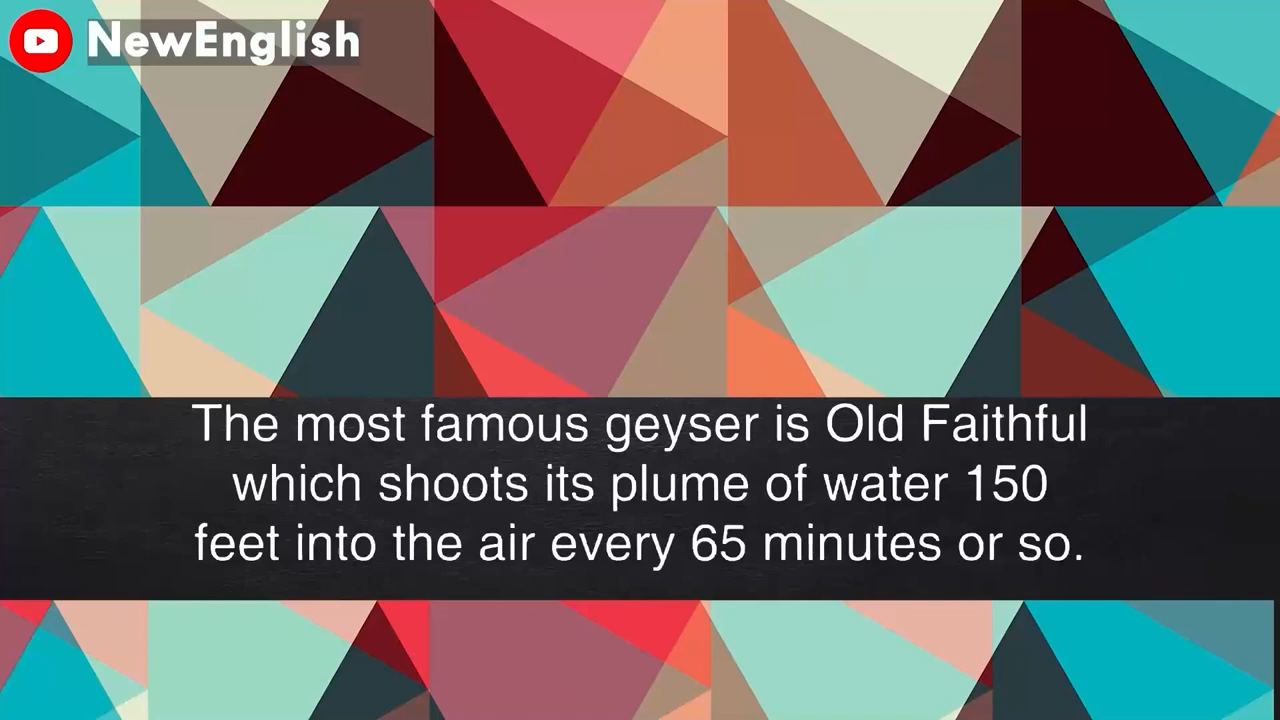 NewEnglish
The most famous geyser is Old Faithful
which shoots its plume of water 150
feet into the air every 65 minutes or so.